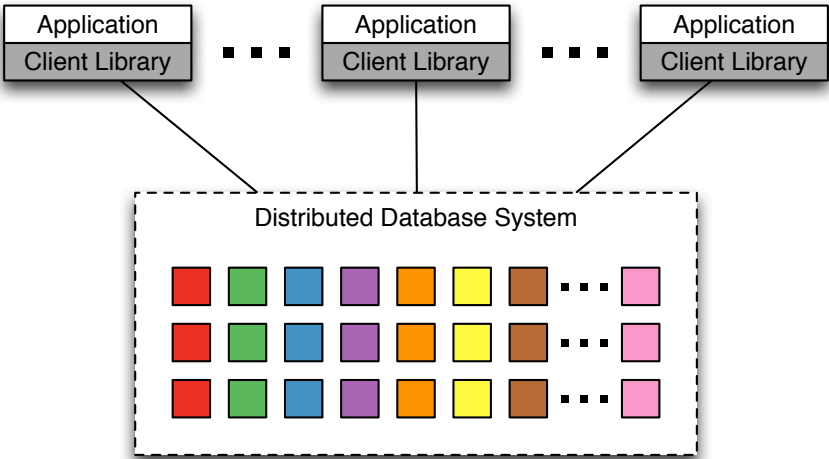 Application
Client Library
Application
Client Library
Application
Client Library
Distributed Database System